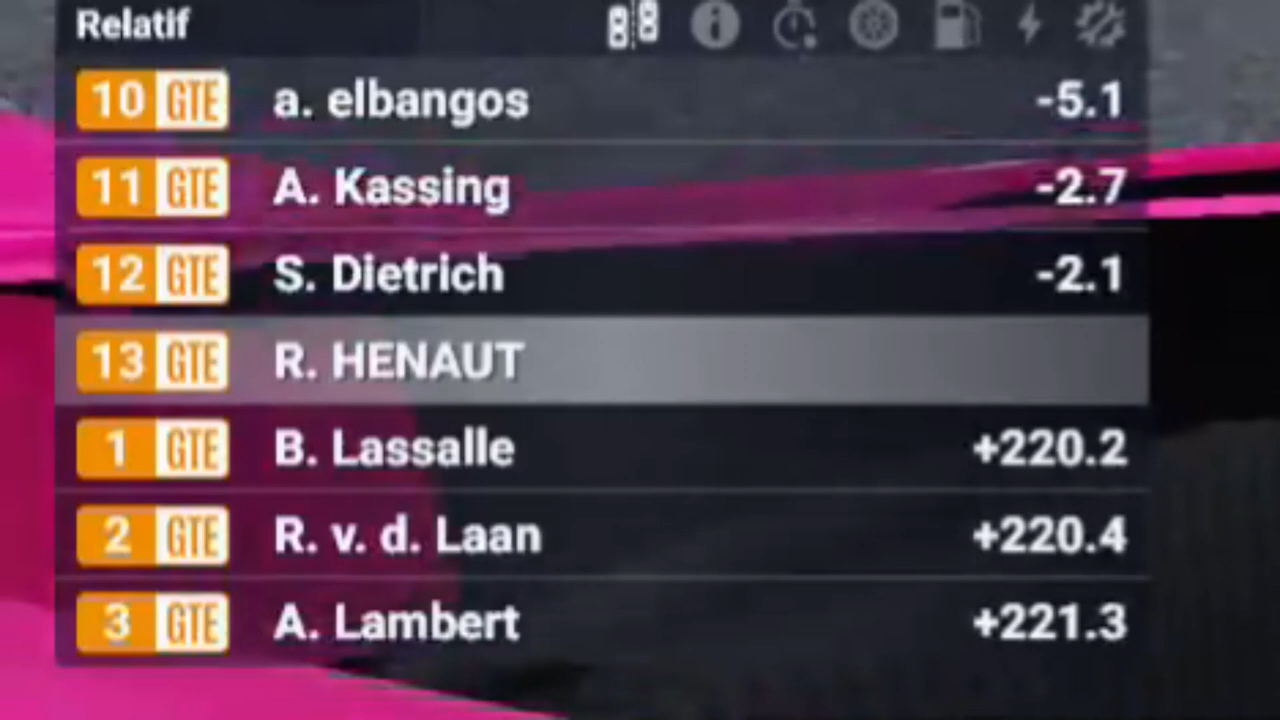 Relatif
10 GTE a. elbangos -5.1
11 GTE A. Kassing -2.7
12 GTE S. Dietrich -2.1
13 GTE R. HENAUT
1 GTE B. Lassalle +220.2
2 GTE R. v. d. Laan +220.4
3 GTE A. Lambert +221.3